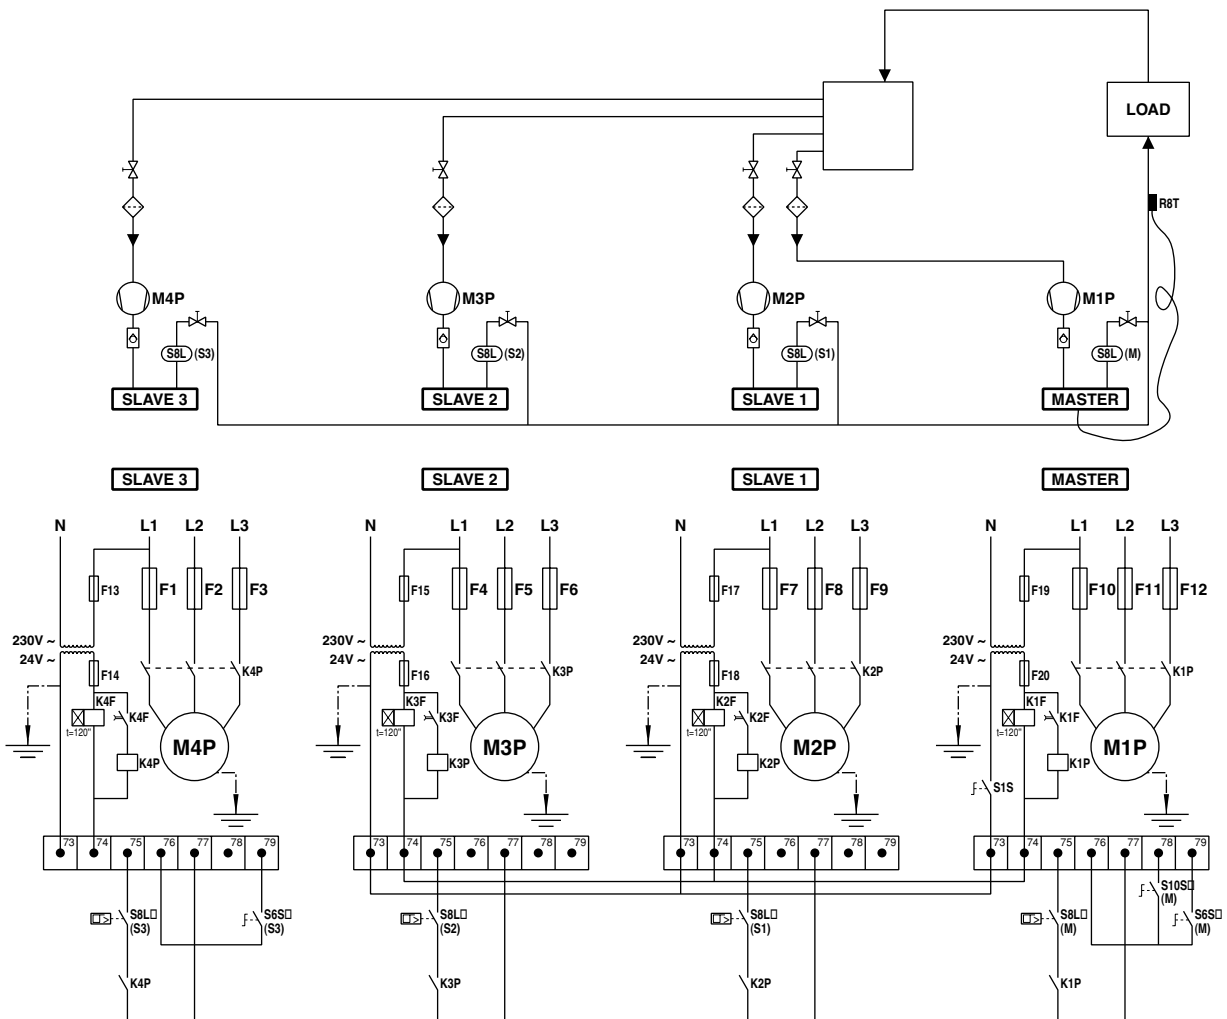 LOAD
R8T
M4P M3P M2P M1P
S8L (S3) S8L (S2) S8L (S1) S8L (M)
SLAVE 3 SLAVE 2 SLAVE 1 MASTER
SLAVE 3 SLAVE 2 SLAVE 1 MASTER
N L1 L2 L3 N L1 L2 L3 N L1 L2 L3 N L1 L2 L3
F13 F1 F2 F3 F15 F4 F5 F6 F17 F7 F8 F9 F19 F10 F11 F12
230V ~ 230V ~ 230V ~ 230V ~
24V ~ 24V ~ 24V ~ 24V ~
F14 K4P F16 K3P F18 K2P F20 K1P
K4F K3F K2F K1F
K4F K3F K2F K1F
t=120" t=120" t=120" t=120"
M4P M3P M2P M1P
K4P K3P K2P K1P
S1S
73 74 75 76 77 78 79 73 74 75 76 77 78 79 73 74 75 76 77 78 79 73 74 75 76 77 78 79
S10S□
(M)
S8L□ S6S□ S8L□ S8L□ S8L□ S6S□
(S3) (S3) (S2) (S1) (M) (M)
K4P K3P K2P K1P